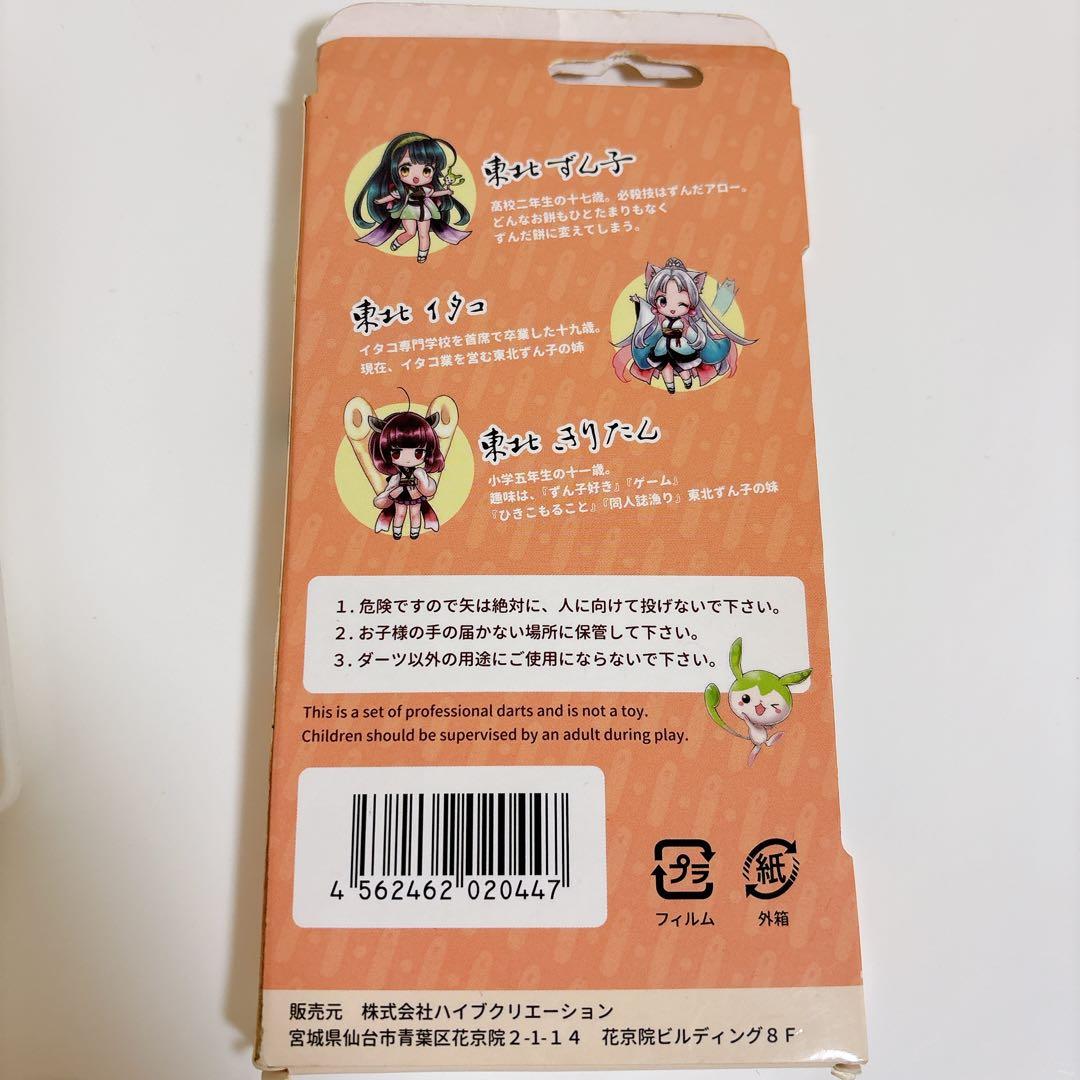 東北ずん子
高校二年生の十七歳。必殺技はずんだアロー。
どんなお餅もひとたまりもなく
ずんだ餅に変えてしまう。
東北イタコ
イタコ専門学校を首席で卒業した十九歳。
現在、イタコ業を営む東北ずん子の姉
東北きりたん
小学五年生の十一歳。
趣味は、『ずん子好き』『ゲーム』
『ひきこもること』『同人誌漁り』東北ずん子の妹
1. 危険ですので矢は絶対に、人に向けて投げないで下さい。
2. お子様の手の届かない場所に保管して下さい。
3. ダーツ以外の用途にご使用にならないで下さい。
This is a set of professional darts and is not a toy.
Children should be supervised by an adult during play.
4 562462 020447
プラ
フィルム
紙
外箱
販売元 株式会社ハイブクリエーション
宮城県仙台市青葉区花京院2-1-14 花京院ビルディング8F